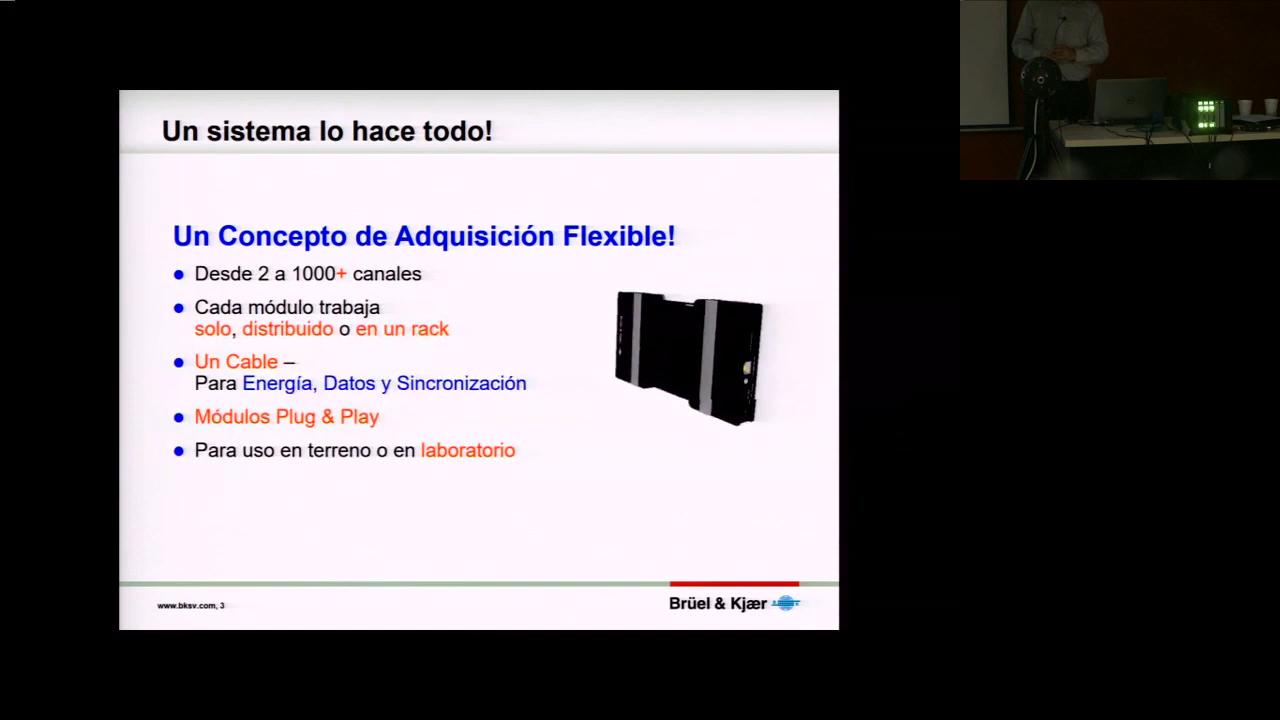 Un sistema lo hace todo!
Un Concepto de Adquisición Flexible!
Desde 2 a 1000+ canales
Cada módulo trabaja
solo, distribuido o en un rack
Un Cable –
Para Energía, Datos y Sincronización
Módulos Plug & Play
Para uso en terreno o en laboratorio
www.bksv.com, 3
Brüel & Kjær